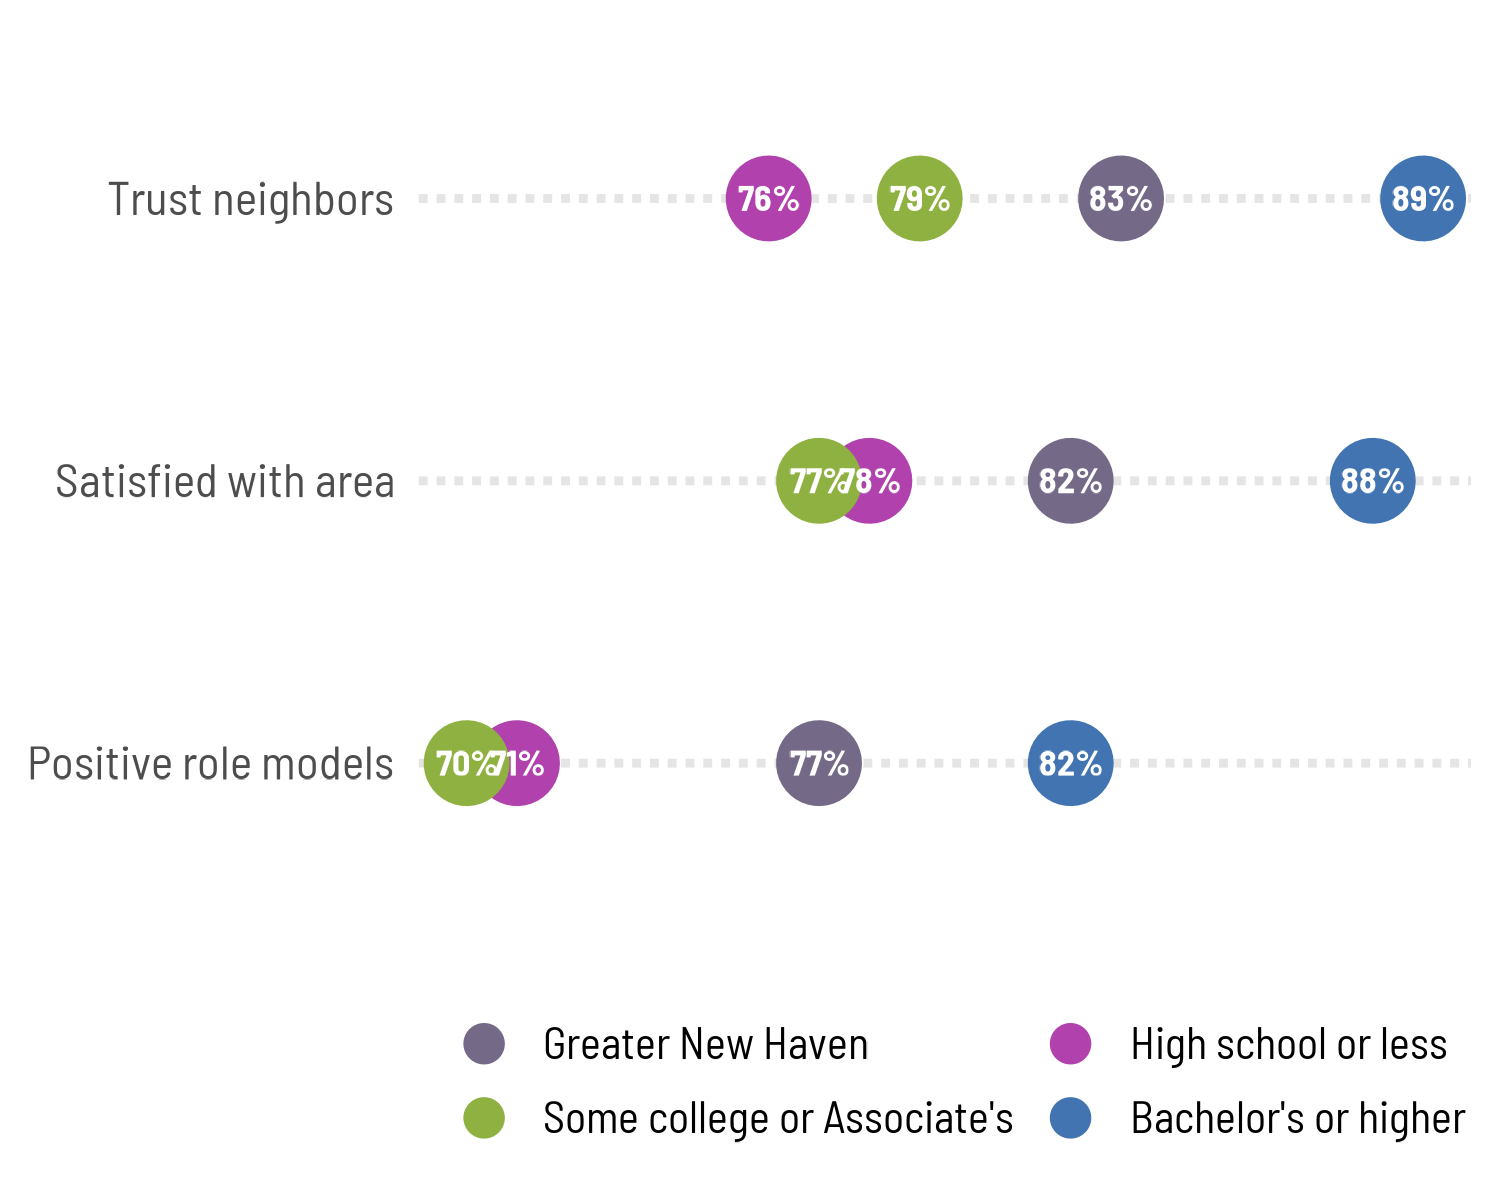 Trust neighbors 76% 79% 83% 89%
Satisfied with area 77% 78% 82% 88%
Positive role models 70% 71% 77% 82%
Greater New Haven High school or less
Some college or Associate's Bachelor's or higher